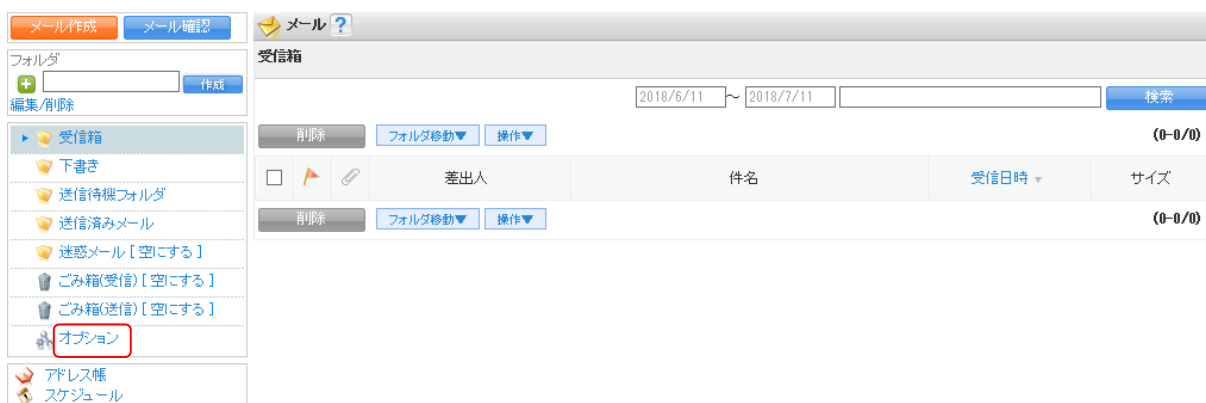 メール作成 メール確認
フォルダ
作成
編集/削除
受信箱
下書き
送信待機フォルダ
送信済みメール
迷惑メール [ 空にする ]
ごみ箱(受信) [ 空にする ]
ごみ箱(送信) [ 空にする ]
オプション
アドレス帳
スケジュール
メール ?
受信箱
2018/6/11 ～ 2018/7/11 検索
削除 フォルダ移動▼ 操作▼ (0-0/0)
差出人 件名 受信日時 ▼ サイズ
削除 フォルダ移動▼ 操作▼ (0-0/0)